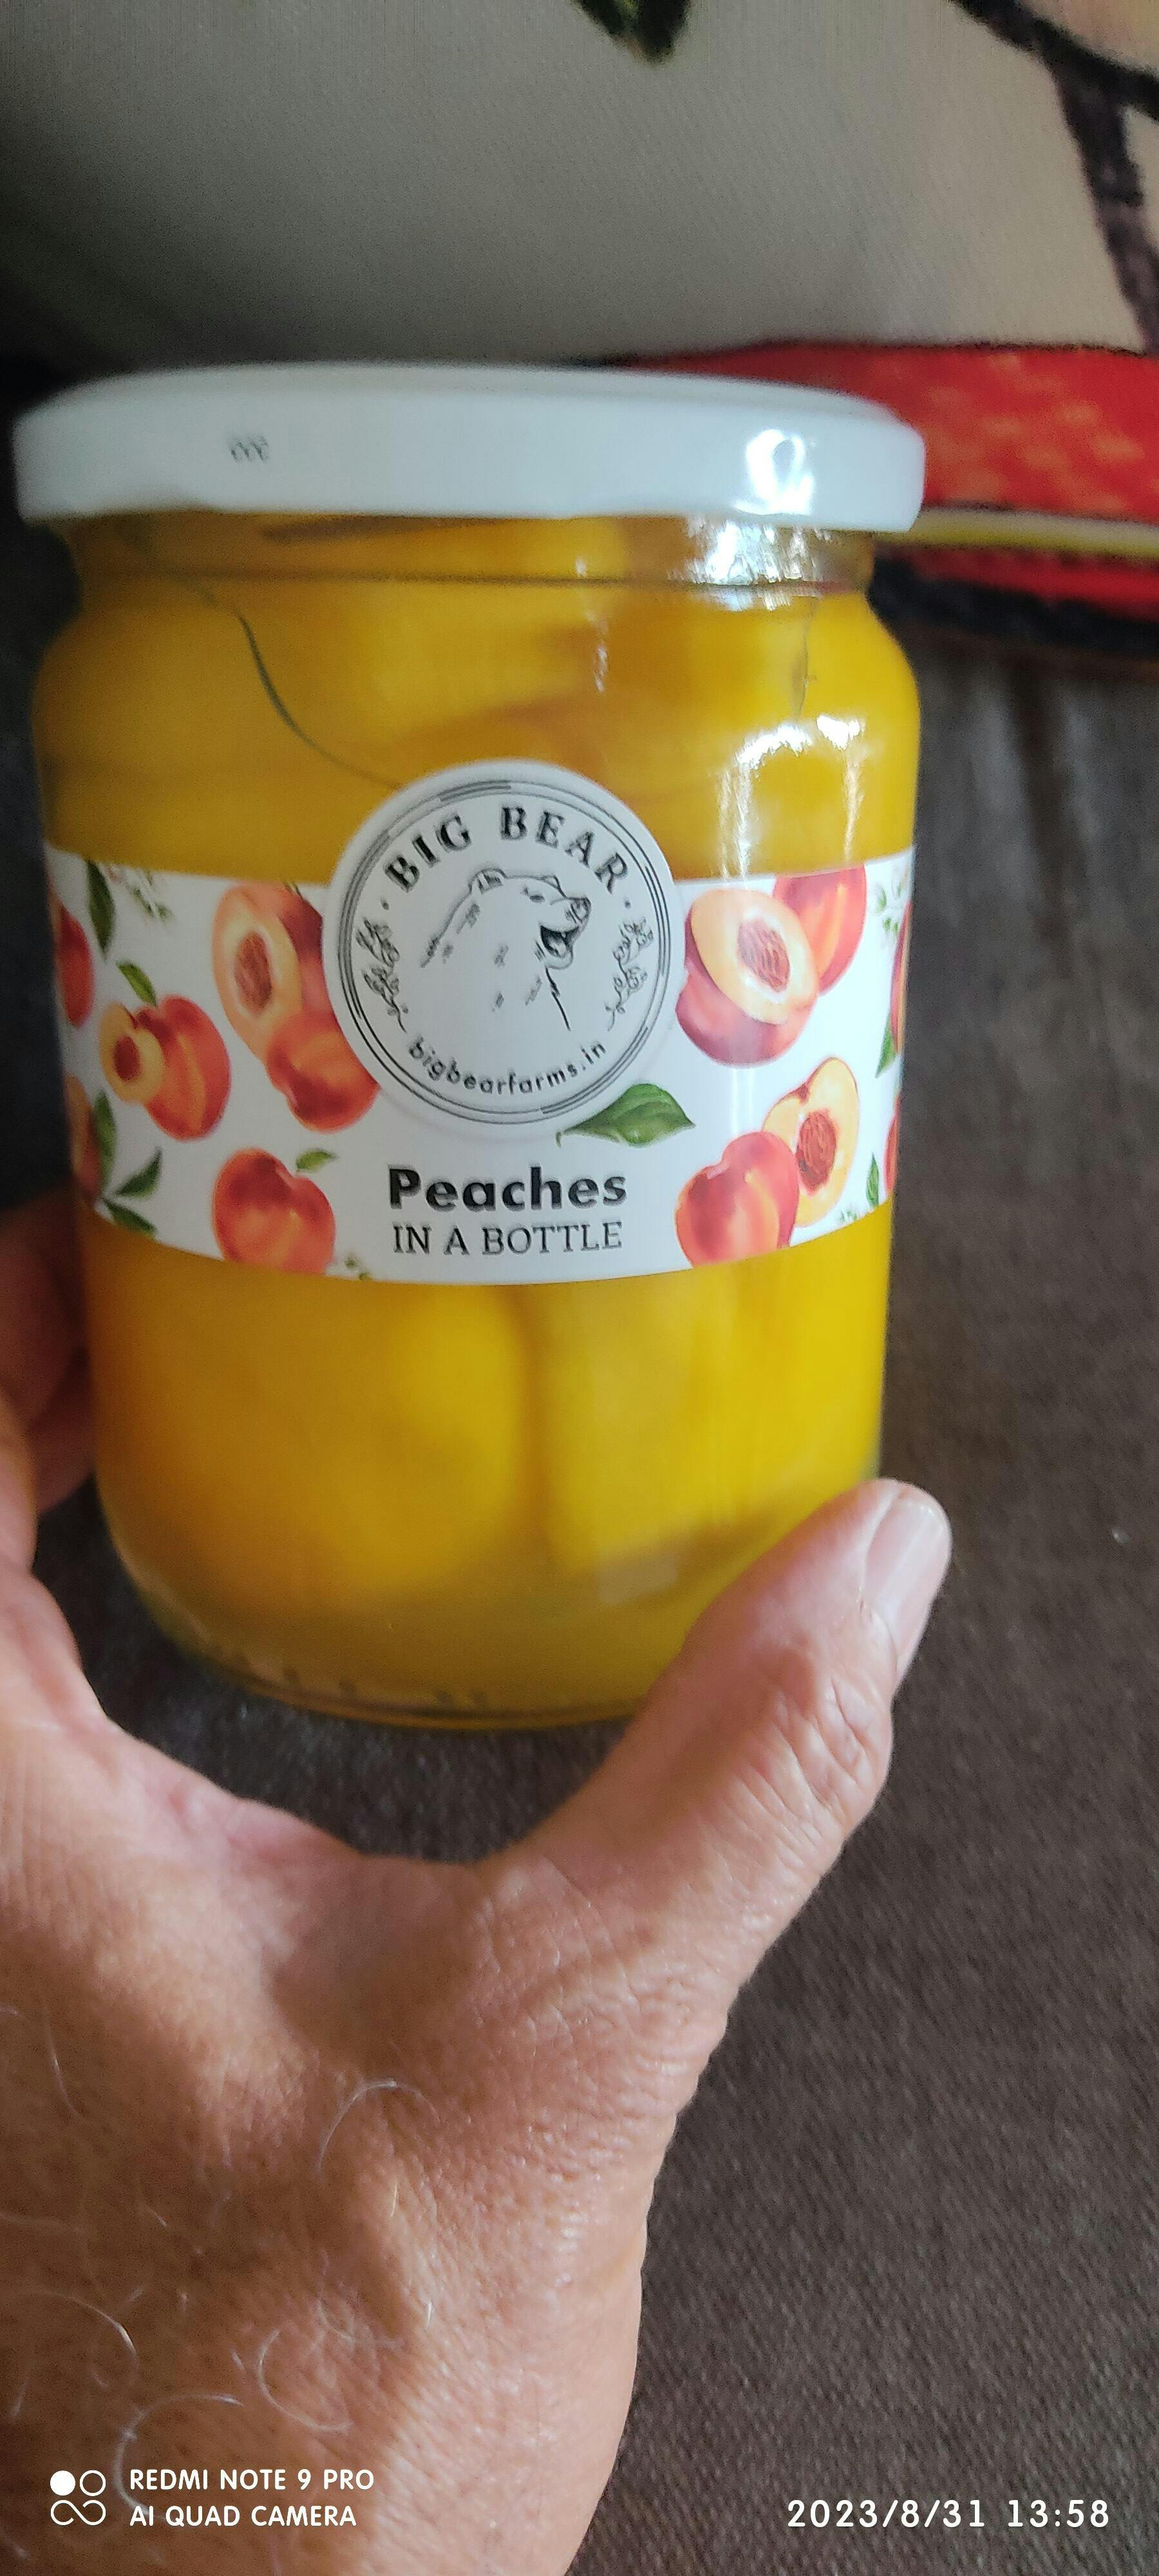 BIG BEAR
bigbearfarms.in
Peaches
IN A BOTTLE
REDMI NOTE 9 PRO
AI QUAD CAMERA
2023/8/31 13:58